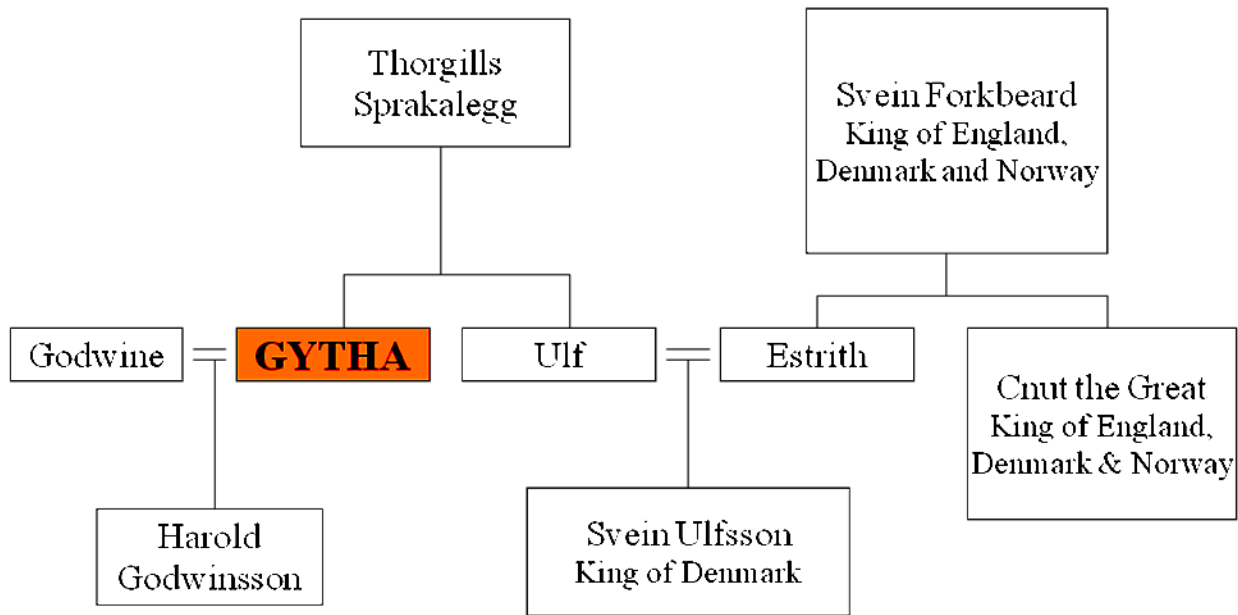 Thorgills
Sprakalegg
Svein Forkbeard
King of England,
Denmark and Norway
Godwine
GYTHA
Ulf
Estrith
Cnut the Great
King of England,
Denmark & Norway
Harold
Godwinsson
Svein Ulfsson
King of Denmark